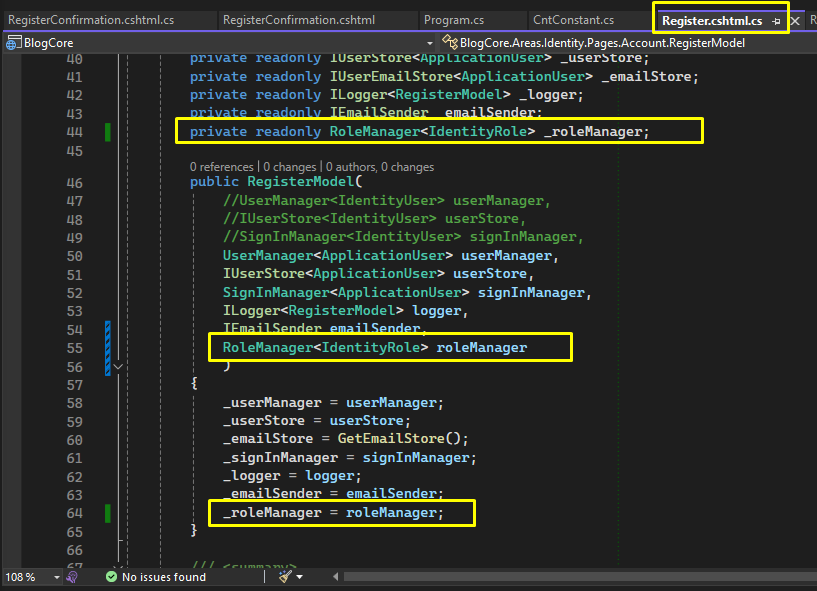 RegisterConfirmation.cshtml.cs RegisterConfirmation.cshtml Program.cs CntConstant.cs Register.cshtml.cs R
BlogCore BlogCore.Areas.Identity.Pages.Account.RegisterModel
40 private readonly IUserStore<ApplicationUser> _userStore;
41 private readonly IUserEmailStore<ApplicationUser> _emailStore;
42 private readonly ILogger<RegisterModel> _logger;
43 private readonly IEmailSender _emailSender;
44 private readonly RoleManager<IdentityRole> _roleManager;
45
0 references | 0 changes | 0 authors, 0 changes
46 public RegisterModel(
47 //UserManager<IdentityUser> userManager,
48 //IUserStore<IdentityUser> userStore,
49 //SignInManager<IdentityUser> signInManager,
50 UserManager<ApplicationUser> userManager,
51 IUserStore<ApplicationUser> userStore,
52 SignInManager<ApplicationUser> signInManager,
53 ILogger<RegisterModel> logger,
54 IEmailSender emailSender,
55 RoleManager<IdentityRole> roleManager
56 )
57 {
58 _userManager = userManager;
59 _userStore = userStore;
60 _emailStore = GetEmailStore();
61 _signInManager = signInManager;
62 _logger = logger;
63 _emailSender = emailSender;
64 _roleManager = roleManager;
65 }
66
67 /// <summary>
108 % No issues found